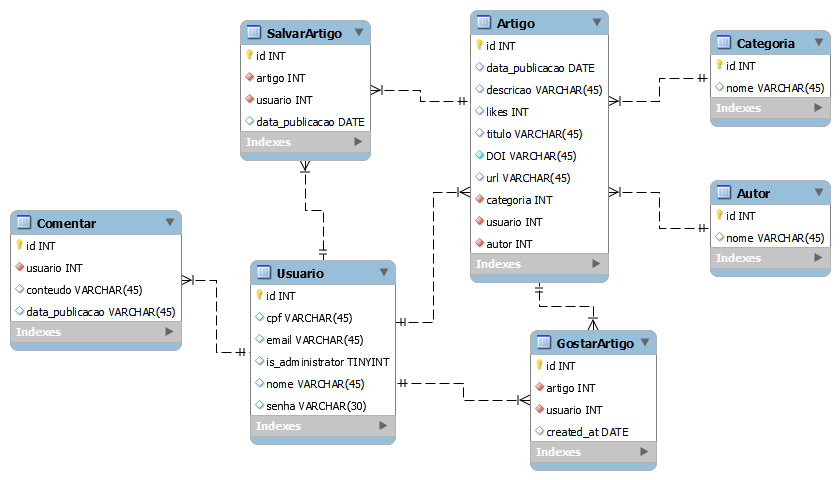 SalvarArtigo
id INT
artigo INT
usuario INT
data_publicacao DATE
Indexes
Artigo
id INT
data_publicacao DATE
descricao VARCHAR(45)
likes INT
titulo VARCHAR(45)
DOI VARCHAR(45)
url VARCHAR(45)
categoria INT
usuario INT
autor INT
Indexes
Categoria
id INT
nome VARCHAR(45)
Indexes
Autor
id INT
nome VARCHAR(45)
Indexes
Comentar
id INT
usuario INT
conteudo VARCHAR(45)
data_publicacao VARCHAR(45)
Indexes
Usuario
id INT
cpf VARCHAR(45)
email VARCHAR(45)
is_administrator TINYINT
nome VARCHAR(45)
senha VARCHAR(30)
Indexes
GostarArtigo
id INT
artigo INT
usuario INT
created_at DATE
Indexes